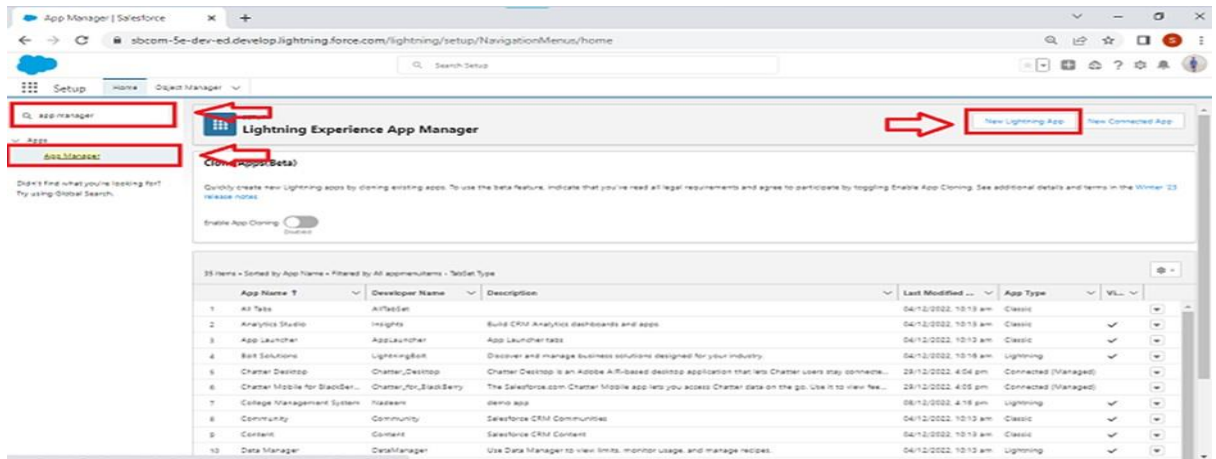 App Manager | Salesforce
sbcom-5e-dev-ed.develop.lightning.force.com/lightning/setup/NavigationMenus/home
S
Search Setup
Setup
Home
Object Manager
app manager
Apps
App Manager
Didn't find what you're looking for?
Try using Global Search.
Lightning Experience App Manager
New Lightning App
New Connected App
Apps(Beta)
Quickly create new Lightning apps by cloning existing apps. To use the beta feature, indicate that you've read all legal requirements and agree to participate by toggling Enable App Cloning. See additional details and terms in the Winter '23
release notes.
Enable App Cloning
Disabled
35 items • Sorted by App Name • Filtered by All appmenuitems - TabSet Type
App Name ↑ Developer Name Description Last Modified ... App Type Vi...
1 All Tabs AllTabSet 04/12/2022, 10:13 am Classic
2 Analytics Studio Insights Build CRM Analytics dashboards and apps 04/12/2022, 10:13 am Classic
3 App Launcher AppLauncher App Launcher tabs 04/12/2022, 10:13 am Classic
4 Bolt Solutions LightningBolt Discover and manage business solutions designed for your industry. 04/12/2022, 10:16 am Lightning
5 Chatter Desktop Chatter_Desktop Chatter Desktop is an Adobe AIR-based desktop application that lets Chatter users stay connecte... 28/12/2022, 4:04 pm Connected (Managed)
6 Chatter Mobile for BlackBer... Chatter_for_BlackBerry The Salesforce.com Chatter Mobile app lets you access Chatter data on the go. Use it to view fee... 28/12/2022, 4:05 pm Connected (Managed)
7 College Management System Nadeem demo app 08/12/2022, 4:16 pm Lightning
8 Community Community Salesforce CRM Communities 04/12/2022, 10:13 am Classic
9 Content Content Salesforce CRM Content 04/12/2022, 10:13 am Classic
10 Data Manager DataManager Use Data Manager to view limits, monitor usage, and manage recipes. 04/12/2022, 10:13 am Lightning